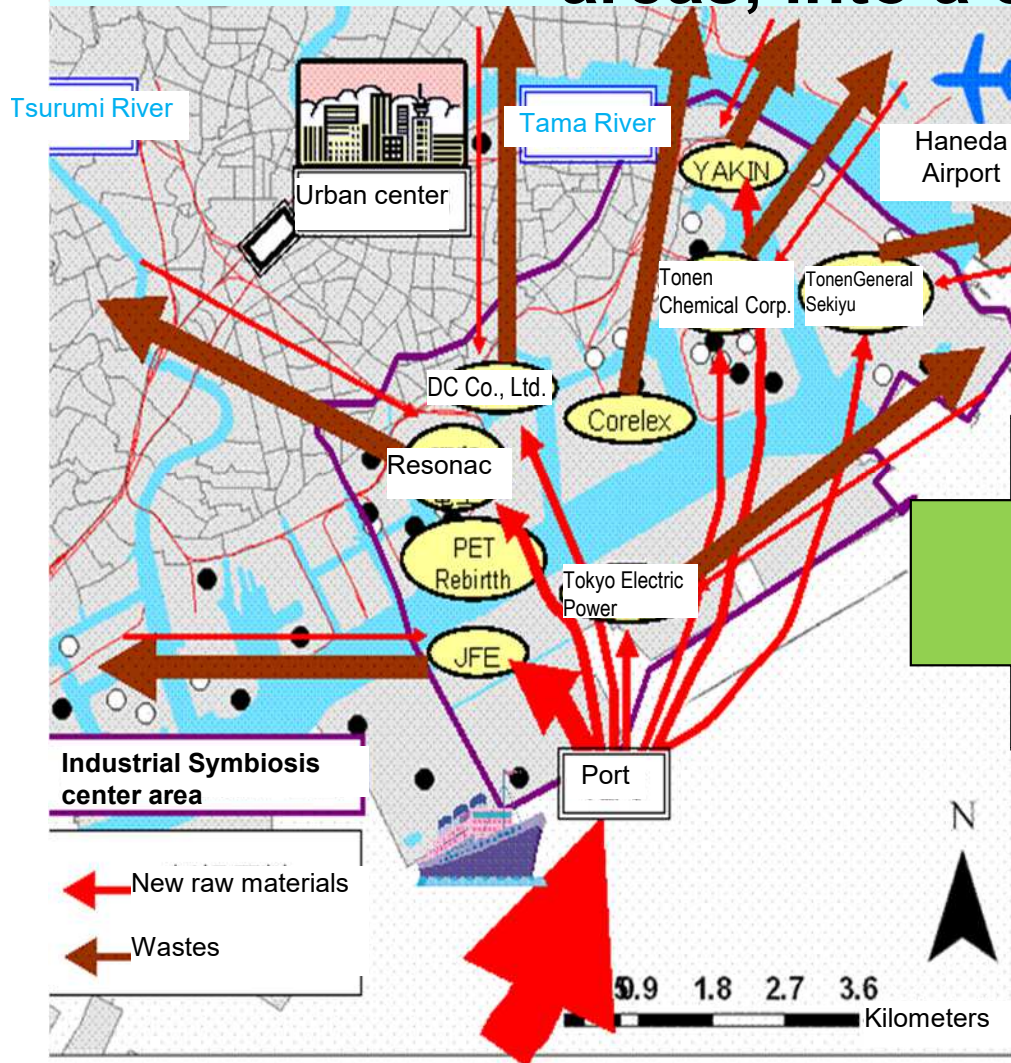 Tsurumi River
Urban center
Tama River
YAKIN
Haneda
Airport
Tonen
Chemical Corp.
TonenGeneral
Sekiyu
DC Co., Ltd.
Corelex
Resonac
PET
Rebirth
Tokyo Electric
Power
JFE
Industrial Symbiosis
center area
Port
New raw materials
Wastes
N
0.9 1.8 2.7 3.6
Kilometers